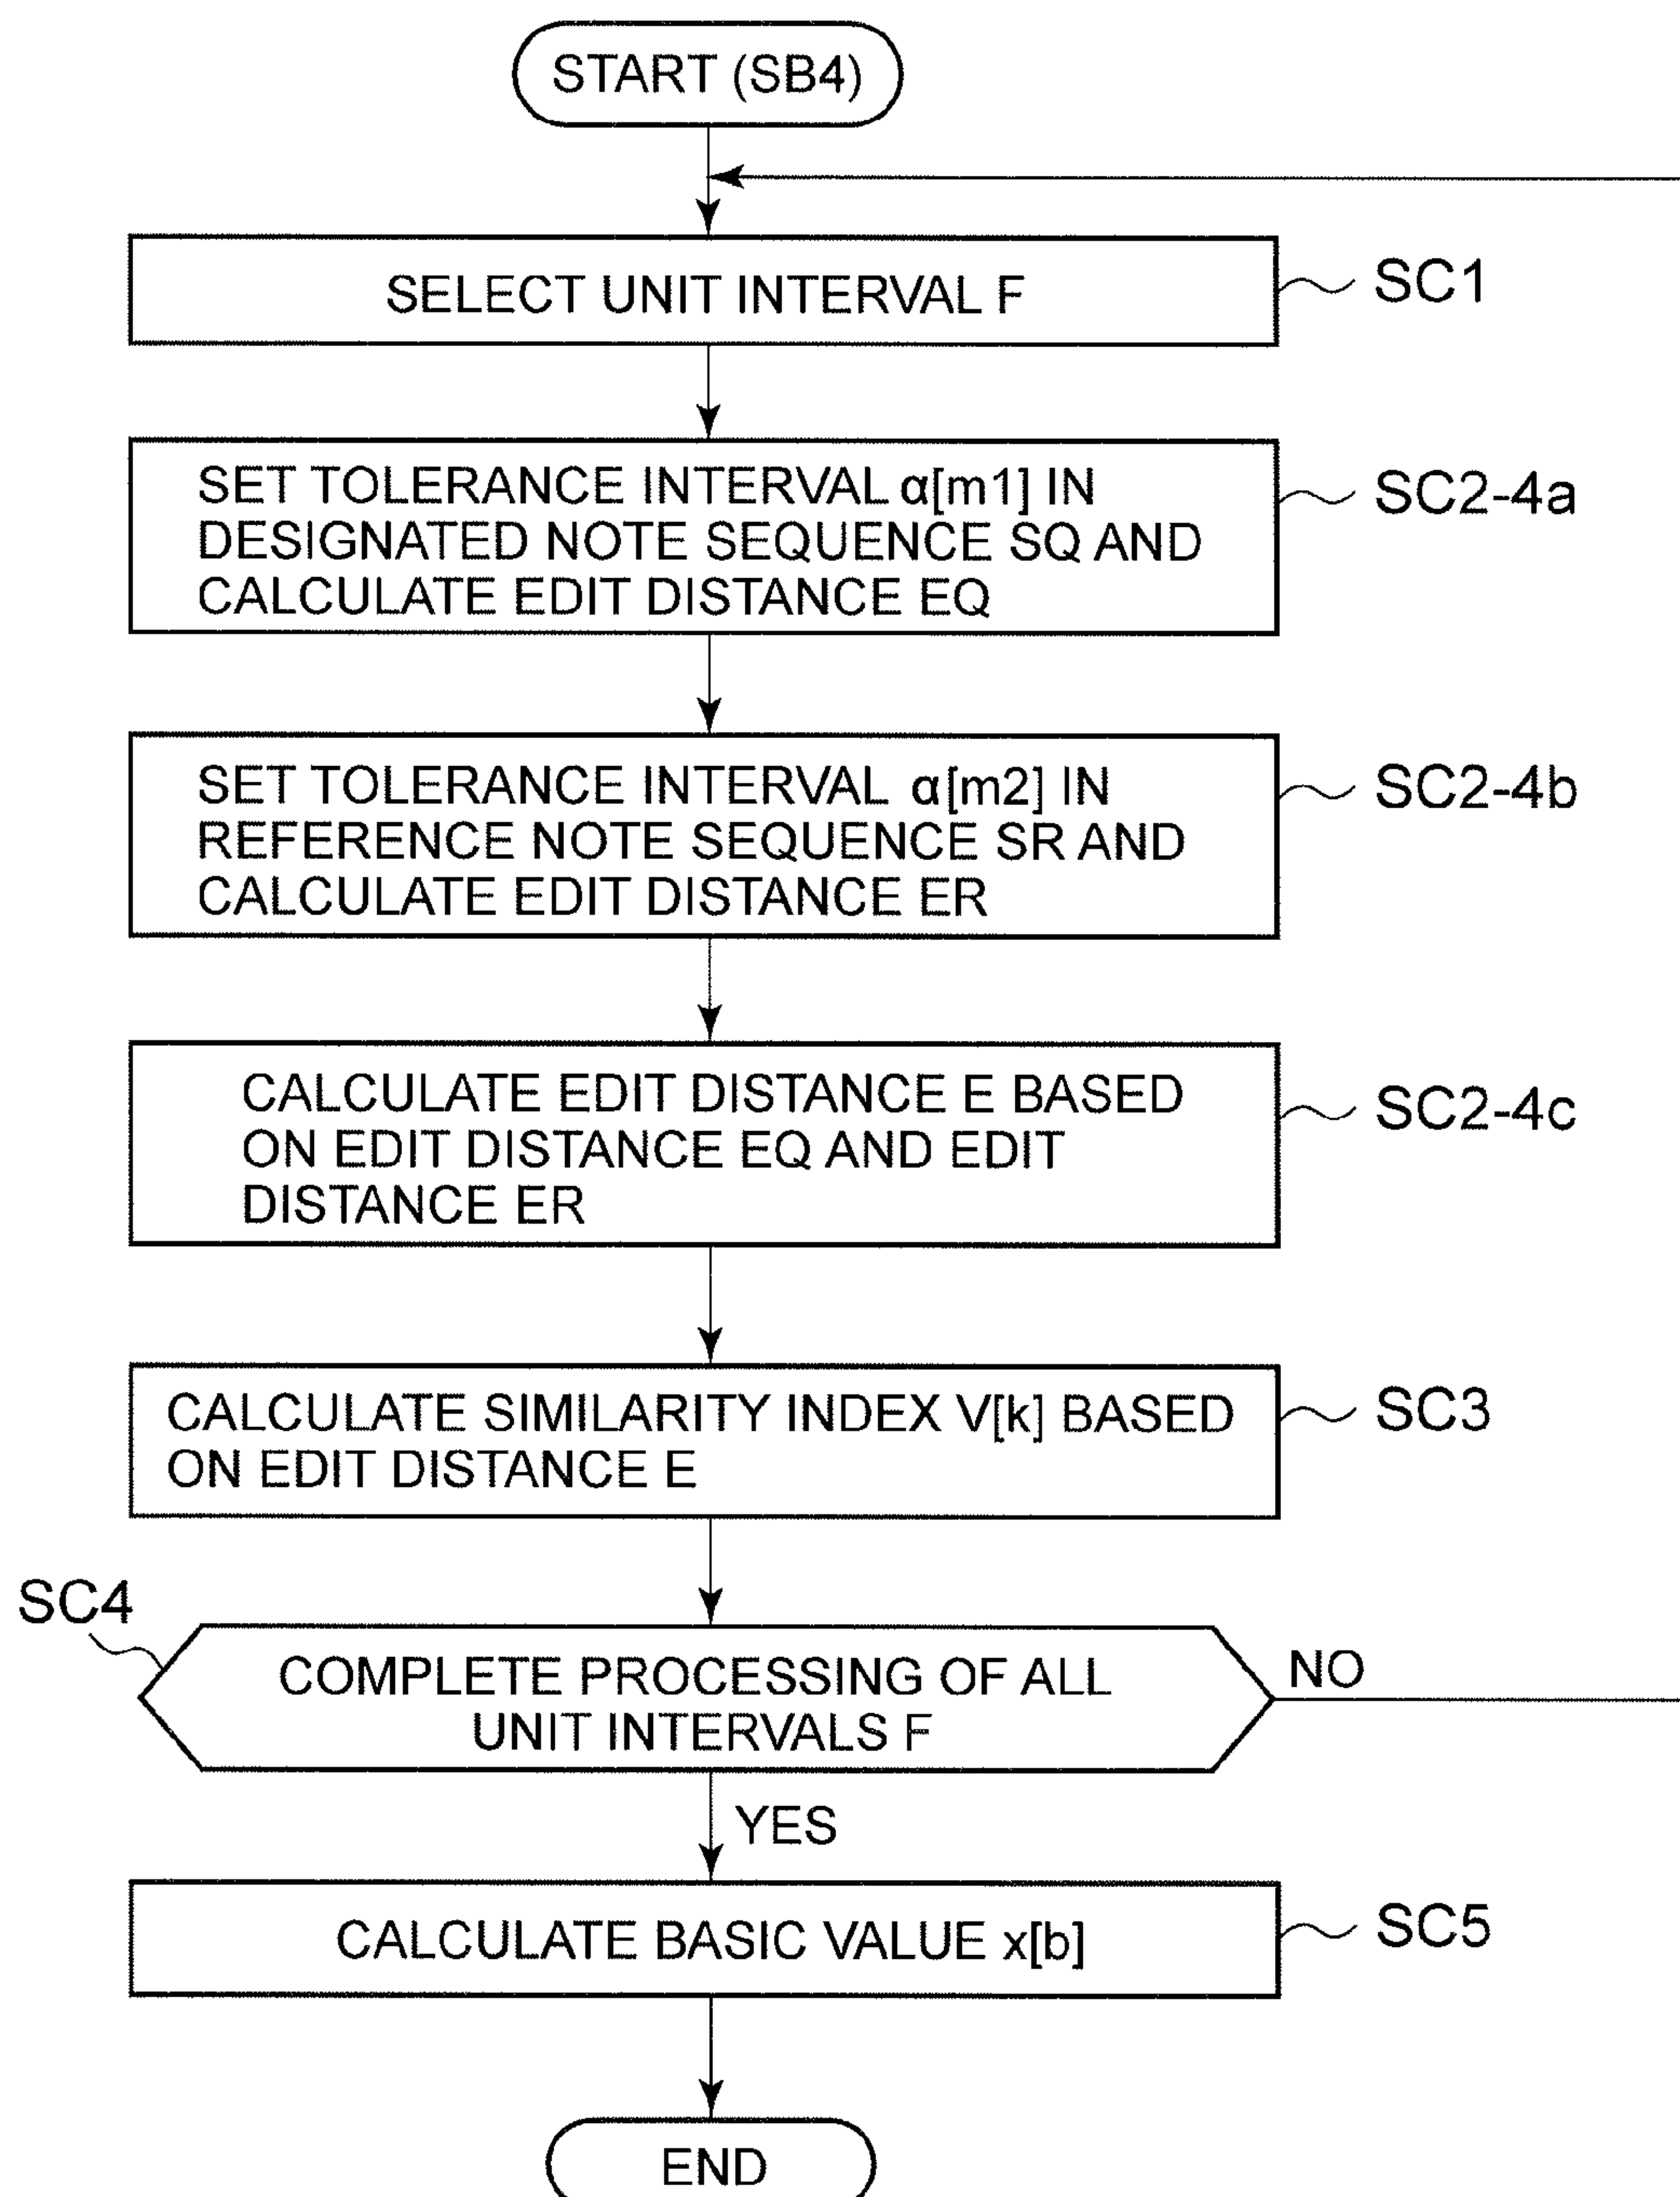 START (SB4)
SELECT UNIT INTERVAL F
SC1
SET TOLERANCE INTERVAL α[m1] IN
DESIGNATED NOTE SEQUENCE SQ AND
CALCULATE EDIT DISTANCE EQ
SC2-4a
SET TOLERANCE INTERVAL α[m2] IN
REFERENCE NOTE SEQUENCE SR AND
CALCULATE EDIT DISTANCE ER
SC2-4b
CALCULATE EDIT DISTANCE E BASED
ON EDIT DISTANCE EQ AND EDIT
DISTANCE ER
SC2-4c
CALCULATE SIMILARITY INDEX V[k] BASED
ON EDIT DISTANCE E
SC3
SC4
COMPLETE PROCESSING OF ALL
UNIT INTERVALS F
NO
YES
CALCULATE BASIC VALUE x[b]
SC5
END